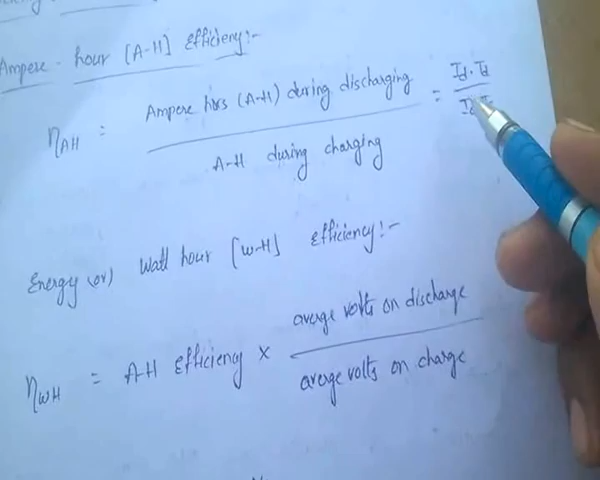 Ampere - hour [A-H] efficiency:-
Ampere hrs (A-H) during discharging
ηAH = ──── = Id . Td
A-H during charging
Energy (or) Watt hour [W-H] efficiency:-
average volts on discharge
ηWH = AH efficiency × ────
average volts on charge